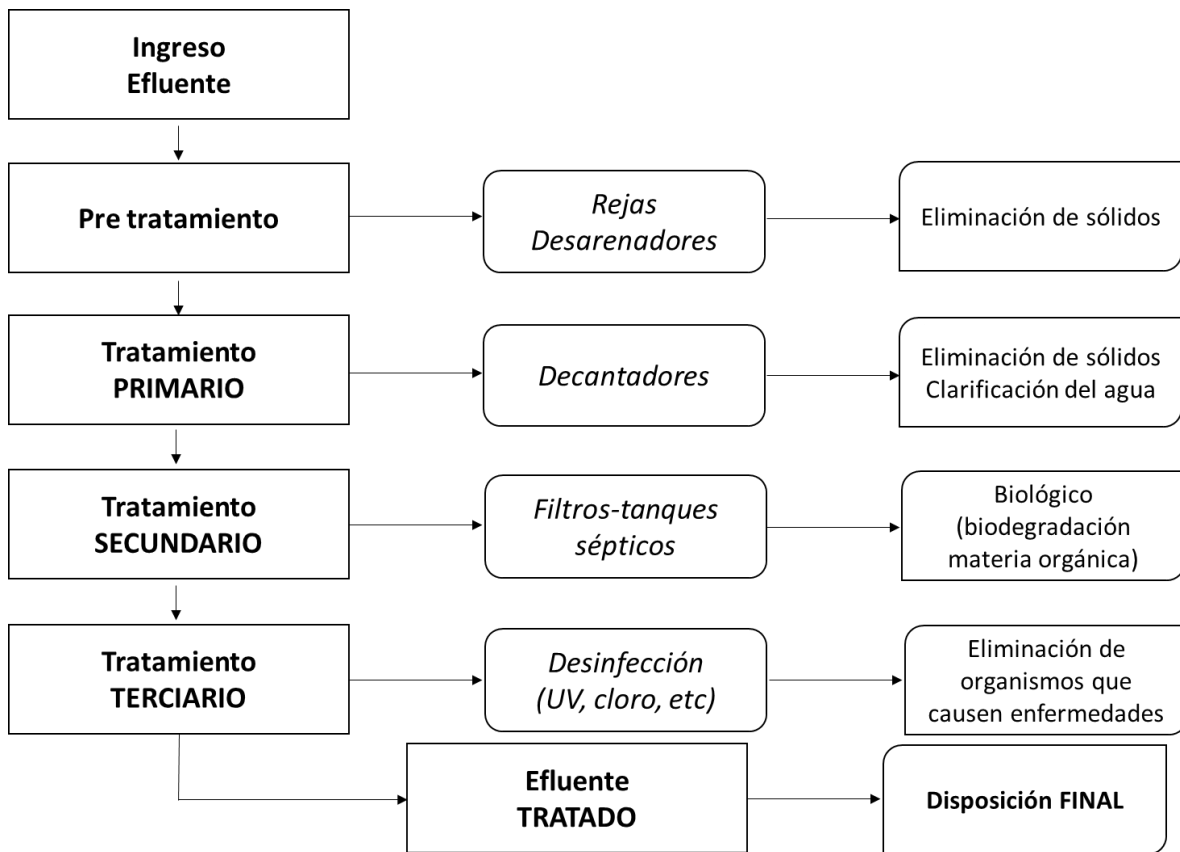 Ingreso
Efluente
Pre tratamiento
Rejas
Desarenadores
Eliminación de sólidos
Tratamiento
PRIMARIO
Decantadores
Eliminación de sólidos
Clarificación del agua
Tratamiento
SECUNDARIO
Filtros-tanques
sépticos
Biológico
(biodegradación
materia orgánica)
Tratamiento
TERCIARIO
Desinfección
(UV, cloro, etc)
Eliminación de
organismos que
causen enfermedades
Efluente
TRATADO
Disposición FINAL